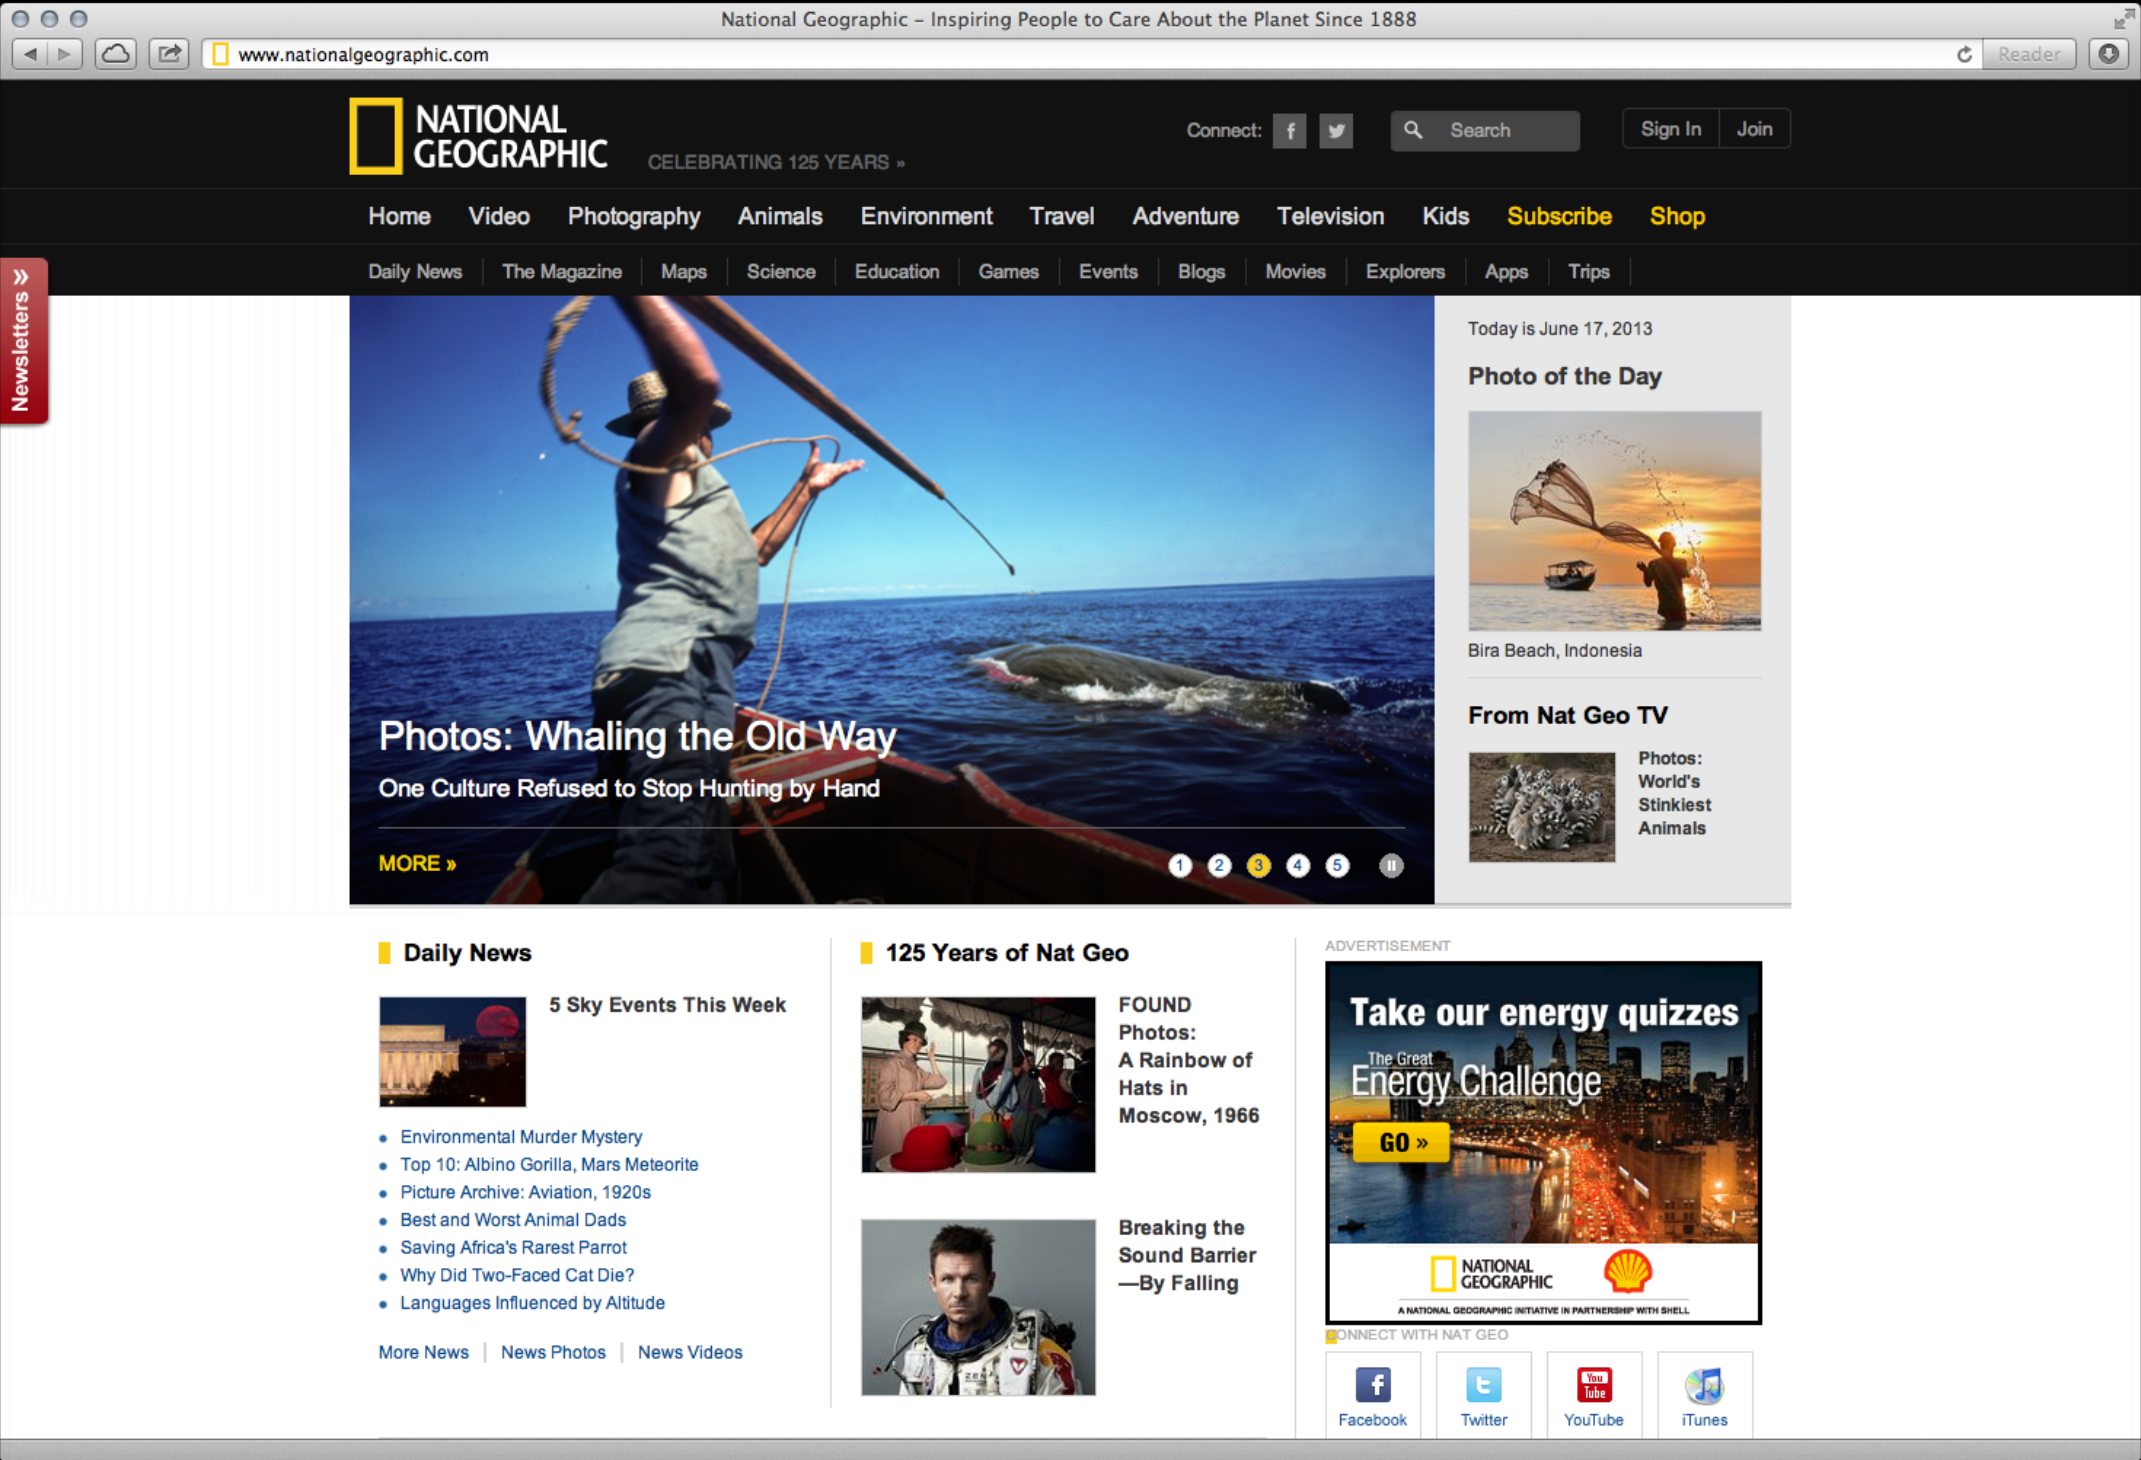 National Geographic – Inspiring People to Care About the Planet Since 1888
www.nationalgeographic.com
Reader
NATIONAL
GEOGRAPHIC
CELEBRATING 125 YEARS »
Connect:
Search
Sign In
Join
Home Video Photography Animals Environment Travel Adventure Television Kids Subscribe Shop
Daily News The Magazine Maps Science Education Games Events Blogs Movies Explorers Apps Trips
Newsletters »
Photos: Whaling the Old Way
One Culture Refused to Stop Hunting by Hand
MORE »
1 2 3 4 5
Today is June 17, 2013
Photo of the Day
Bira Beach, Indonesia
From Nat Geo TV
Photos:
World's
Stinkiest
Animals
Daily News
5 Sky Events This Week
Environmental Murder Mystery
Top 10: Albino Gorilla, Mars Meteorite
Picture Archive: Aviation, 1920s
Best and Worst Animal Dads
Saving Africa's Rarest Parrot
Why Did Two-Faced Cat Die?
Languages Influenced by Altitude
More News News Photos News Videos
125 Years of Nat Geo
FOUND
Photos:
A Rainbow of
Hats in
Moscow, 1966
Breaking the
Sound Barrier
—By Falling
ZEN
ADVERTISEMENT
Take our energy quizzes
The Great
Energy Challenge
GO »
NATIONAL
GEOGRAPHIC
A NATIONAL GEOGRAPHIC INITIATIVE IN PARTNERSHIP WITH SHELL
CONNECT WITH NAT GEO
You
Tube
Facebook Twitter YouTube iTunes